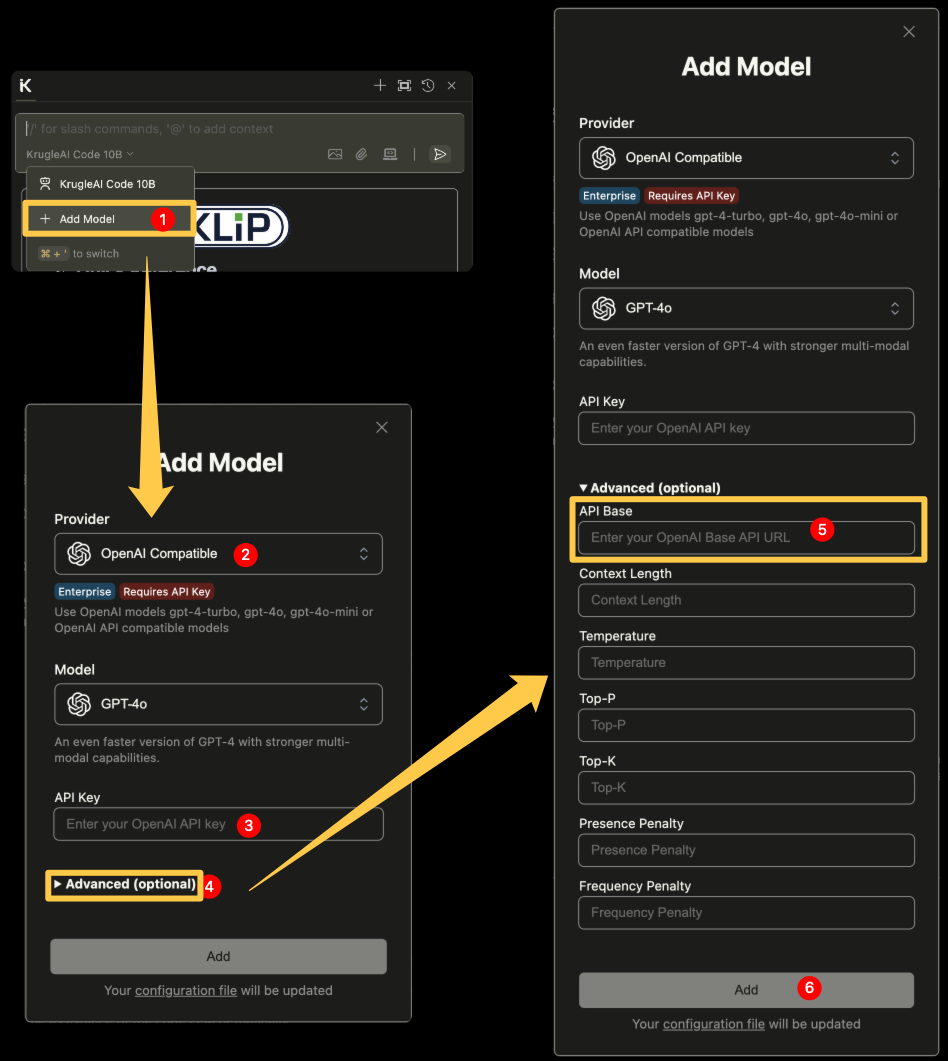 '/' for slash commands, '@' to add context
KrugleAI Code 10B
KrugleAI Code 10B
+ Add Model
1
KLiP
⌘ + ' to switch
Add Model
Provider
OpenAI Compatible
2
Enterprise Requires API Key
Use OpenAI models gpt-4-turbo, gpt-4o, gpt-4o-mini or
OpenAI API compatible models
Model
GPT-4o
An even faster version of GPT-4 with stronger multi-
modal capabilities.
API Key
Enter your OpenAI API key
3
Advanced (optional)
4
Add
Your configuration file will be updated
Add Model
Provider
OpenAI Compatible
Enterprise Requires API Key
Use OpenAI models gpt-4-turbo, gpt-4o, gpt-4o-mini or
OpenAI API compatible models
Model
GPT-4o
An even faster version of GPT-4 with stronger multi-modal
capabilities.
API Key
Enter your OpenAI API key
Advanced (optional)
API Base
Enter your OpenAI Base API URL
5
Context Length
Context Length
Temperature
Temperature
Top-P
Top-P
Top-K
Top-K
Presence Penalty
Presence Penalty
Frequency Penalty
Frequency Penalty
Add
6
Your configuration file will be updated